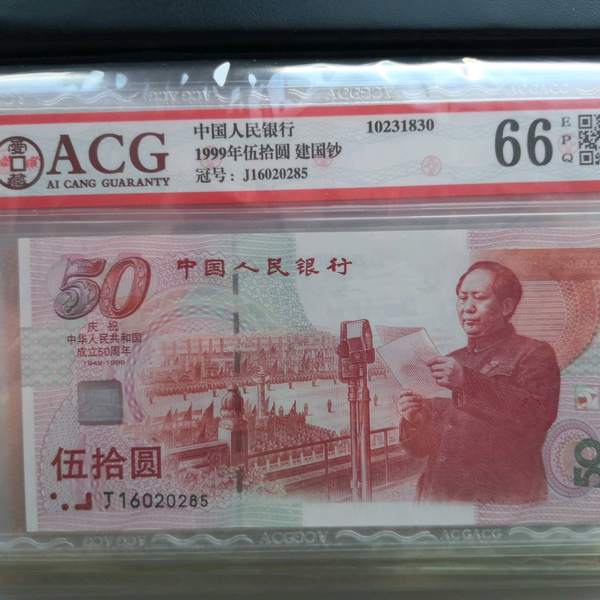 ACG
AI CANG GUARANTY
中国人民银行
1999年伍拾圆 建国钞
冠号：J16020285
10231830
66
EPQ
50
中国人民银行
庆祝
中华人民共和国
成立50周年
1949-1999
伍拾圆
J16020285
50
ACGACG